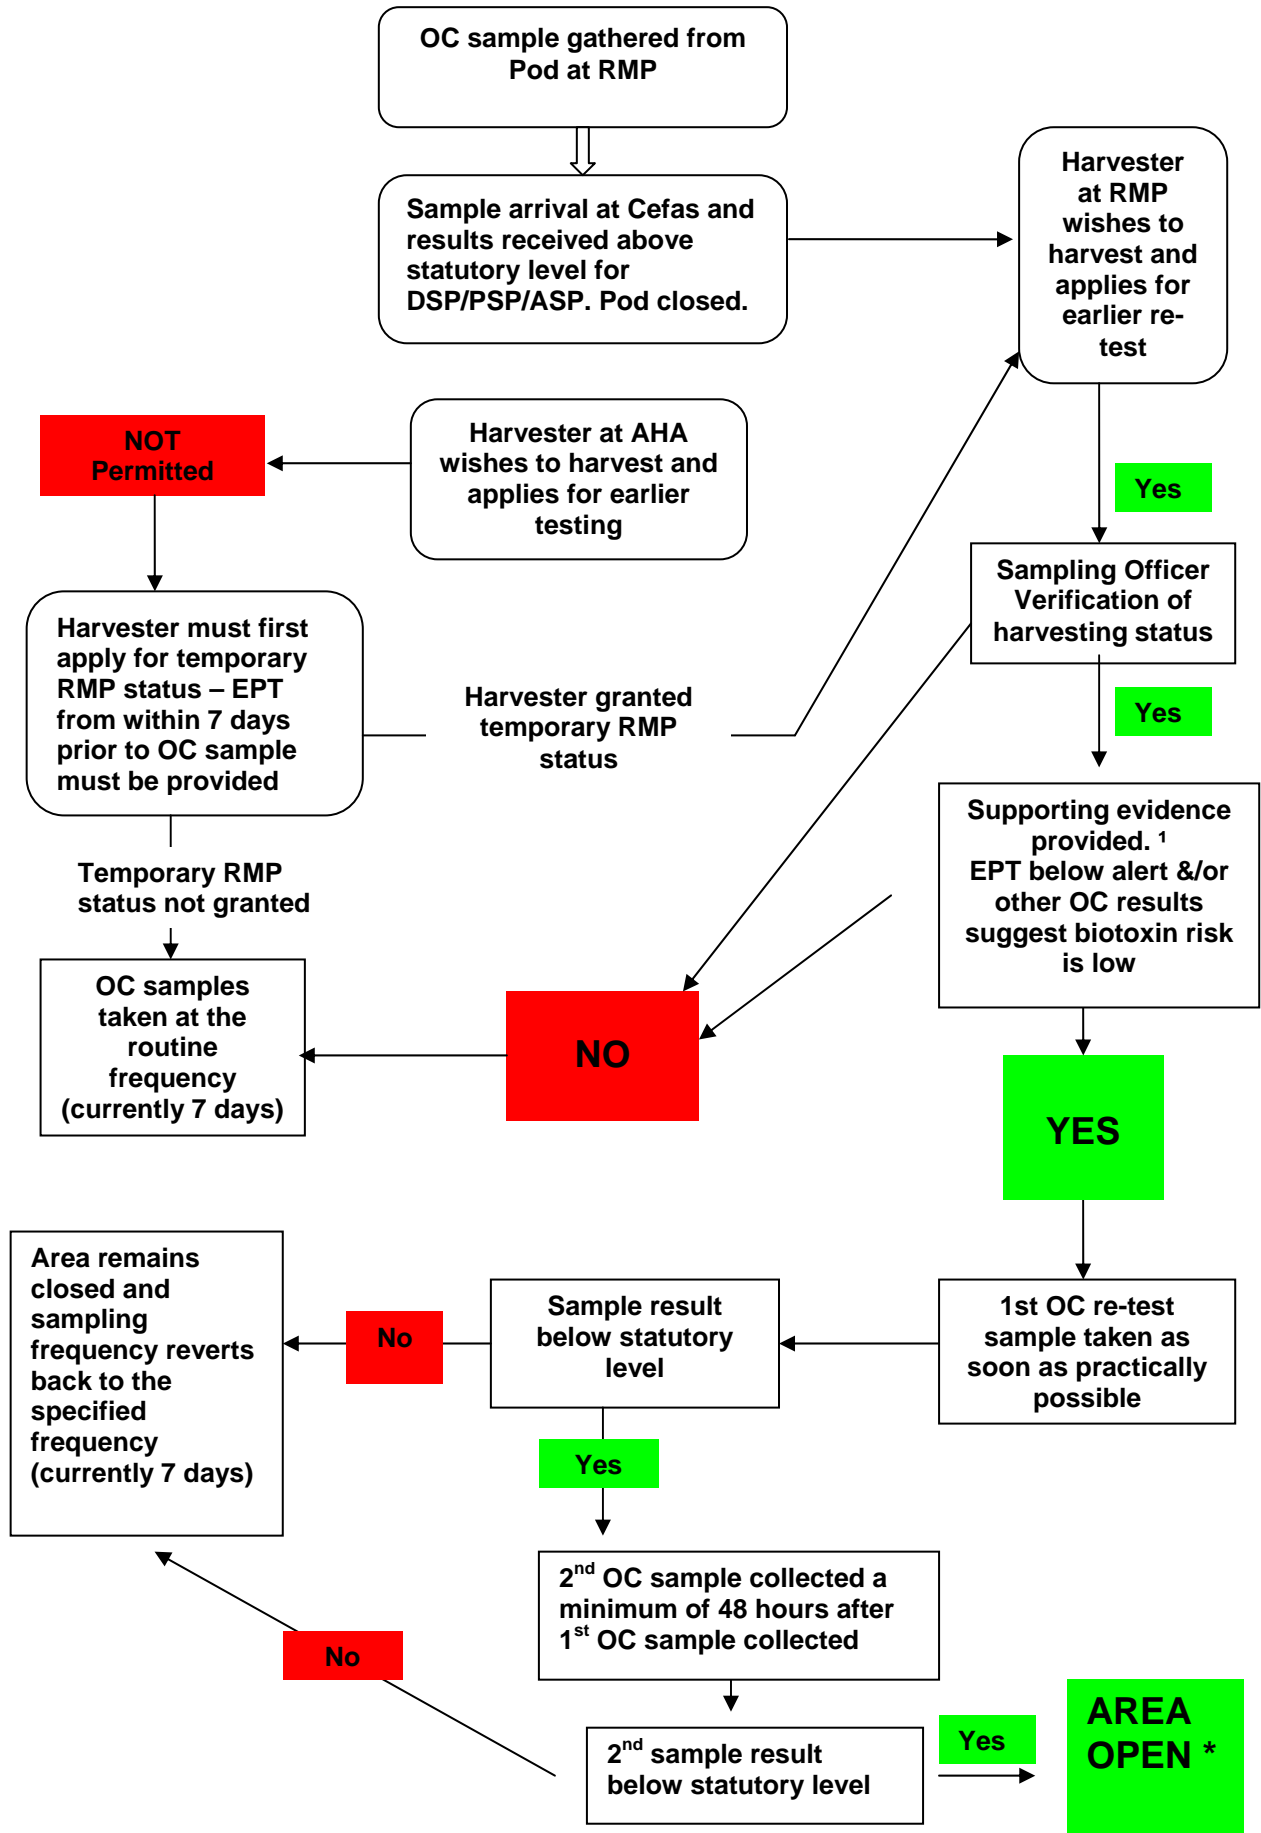 OC sample gathered from
Pod at RMP
Sample arrival at Cefas and
results received above
statutory level for
DSP/PSP/ASP. Pod closed.
Harvester
at RMP
wishes to
harvest and
applies for
earlier re-
test
NOT
Permitted
Harvester at AHA
wishes to harvest and
applies for earlier
testing
Yes
Sampling Officer
Verification of
harvesting status
Harvester must first
apply for temporary
RMP status – EPT
from within 7 days
prior to OC sample
must be provided
Harvester granted
temporary RMP
status
Yes
Supporting evidence
provided. ¹
EPT below alert &/or
other OC results
suggest biotoxin risk
is low
Temporary RMP
status not granted
OC samples
taken at the
routine
frequency
(currently 7 days)
NO
YES
Area remains
closed and
sampling
frequency reverts
back to the
specified
frequency
(currently 7 days)
No
Sample result
below statutory
level
1st OC re-test
sample taken as
soon as practically
possible
Yes
2nd OC sample collected a
minimum of 48 hours after
1st OC sample collected
No
2nd sample result
below statutory level
Yes
AREA
OPEN *